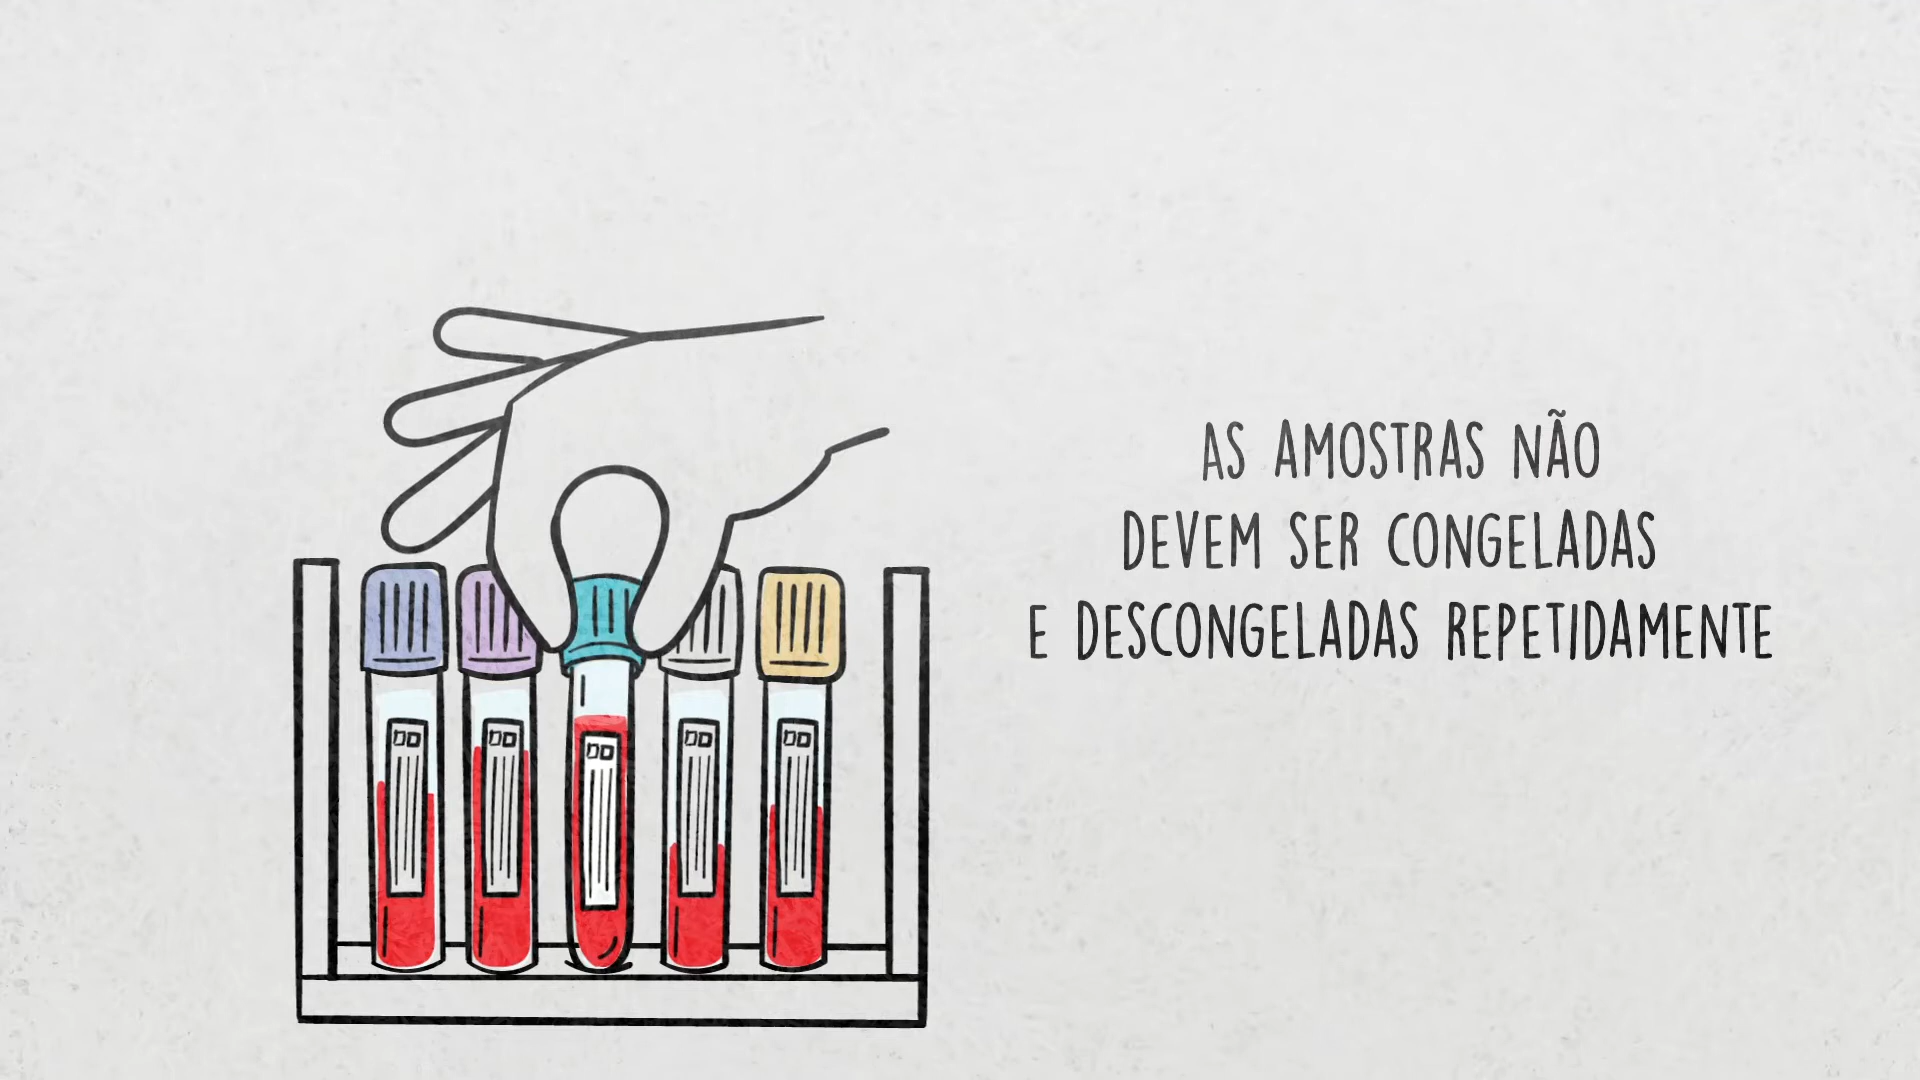 AS AMOSTRAS NÃO
DEVEM SER CONGELADAS
E DESCONGELADAS REPETIDAMENTE